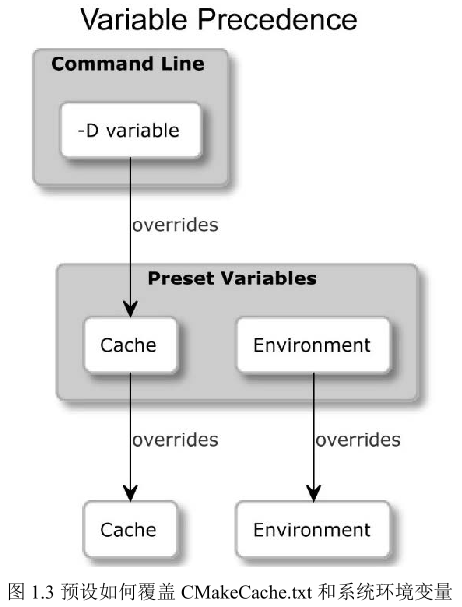 Variable Precedence
Command Line
-D variable
overrides
Preset Variables
Cache
Environment
overrides
overrides
Cache
Environment
图 1.3 预设如何覆盖 CMakeCache.txt 和系统环境变量